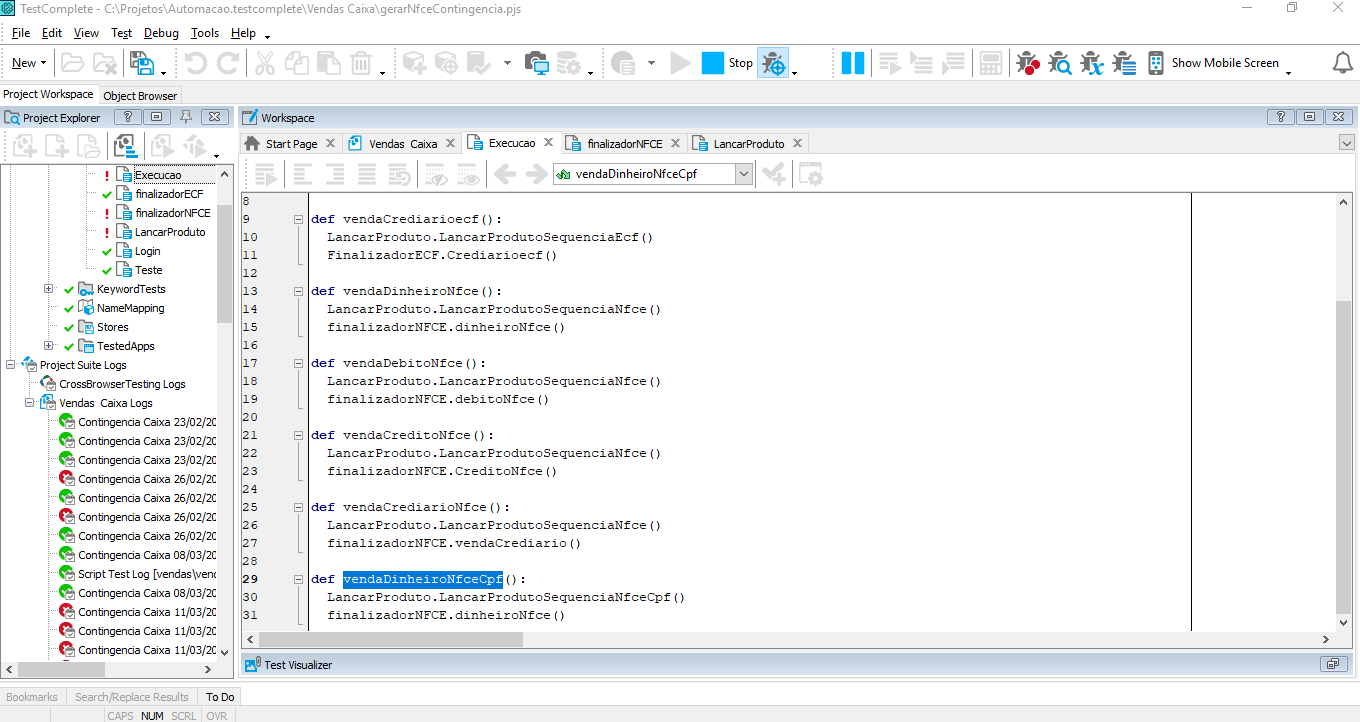 TestComplete - C:\Projetos\Automacao.testcomplete\Vendas Caixa\gerarNfceContingencia.pjs
File Edit View Test Debug Tools Help
New Stop Show Mobile Screen
Project Workspace Object Browser
Project Explorer
Execucao
finalizadorECF
finalizadorNFCE
LancarProduto
Login
Teste
KeywordTests
NameMapping
Stores
TestedApps
Project Suite Logs
CrossBrowserTesting Logs
Vendas Caixa Logs
Contingencia Caixa 23/02/20
Contingencia Caixa 23/02/20
Contingencia Caixa 23/02/20
Contingencia Caixa 26/02/20
Contingencia Caixa 26/02/20
Contingencia Caixa 26/02/20
Contingencia Caixa 26/02/20
Contingencia Caixa 08/03/20
Script Test Log [vendas\venc
Contingencia Caixa 08/03/20
Contingencia Caixa 11/03/20
Contingencia Caixa 11/03/20
Contingencia Caixa 11/03/20
Workspace
Start Page Vendas Caixa Execucao finalizadorNFCE LancarProduto
vendaDinheiroNfceCpf
8
9 def vendaCrediarioecf():
10 LancarProduto.LancarProdutoSequenciaEcf()
11 FinalizadorECF.Crediarioecf()
12
13 def vendaDinheiroNfce():
14 LancarProduto.LancarProdutoSequenciaNfce()
15 finalizadorNFCE.dinheiroNfce()
16
17 def vendaDebitoNfce():
18 LancarProduto.LancarProdutoSequenciaNfce()
19 finalizadorNFCE.debitoNfce()
20
21 def vendaCreditoNfce():
22 LancarProduto.LancarProdutoSequenciaNfce()
23 finalizadorNFCE.CreditoNfce()
24
25 def vendaCrediarioNfce():
26 LancarProduto.LancarProdutoSequenciaNfce()
27 finalizadorNFCE.vendaCrediario()
28
29 def vendaDinheiroNfceCpf():
30 LancarProduto.LancarProdutoSequenciaNfceCpf()
31 finalizadorNFCE.dinheiroNfce()
Test Visualizer
Bookmarks Search/Replace Results To Do
CAPS NUM SCRL OVR